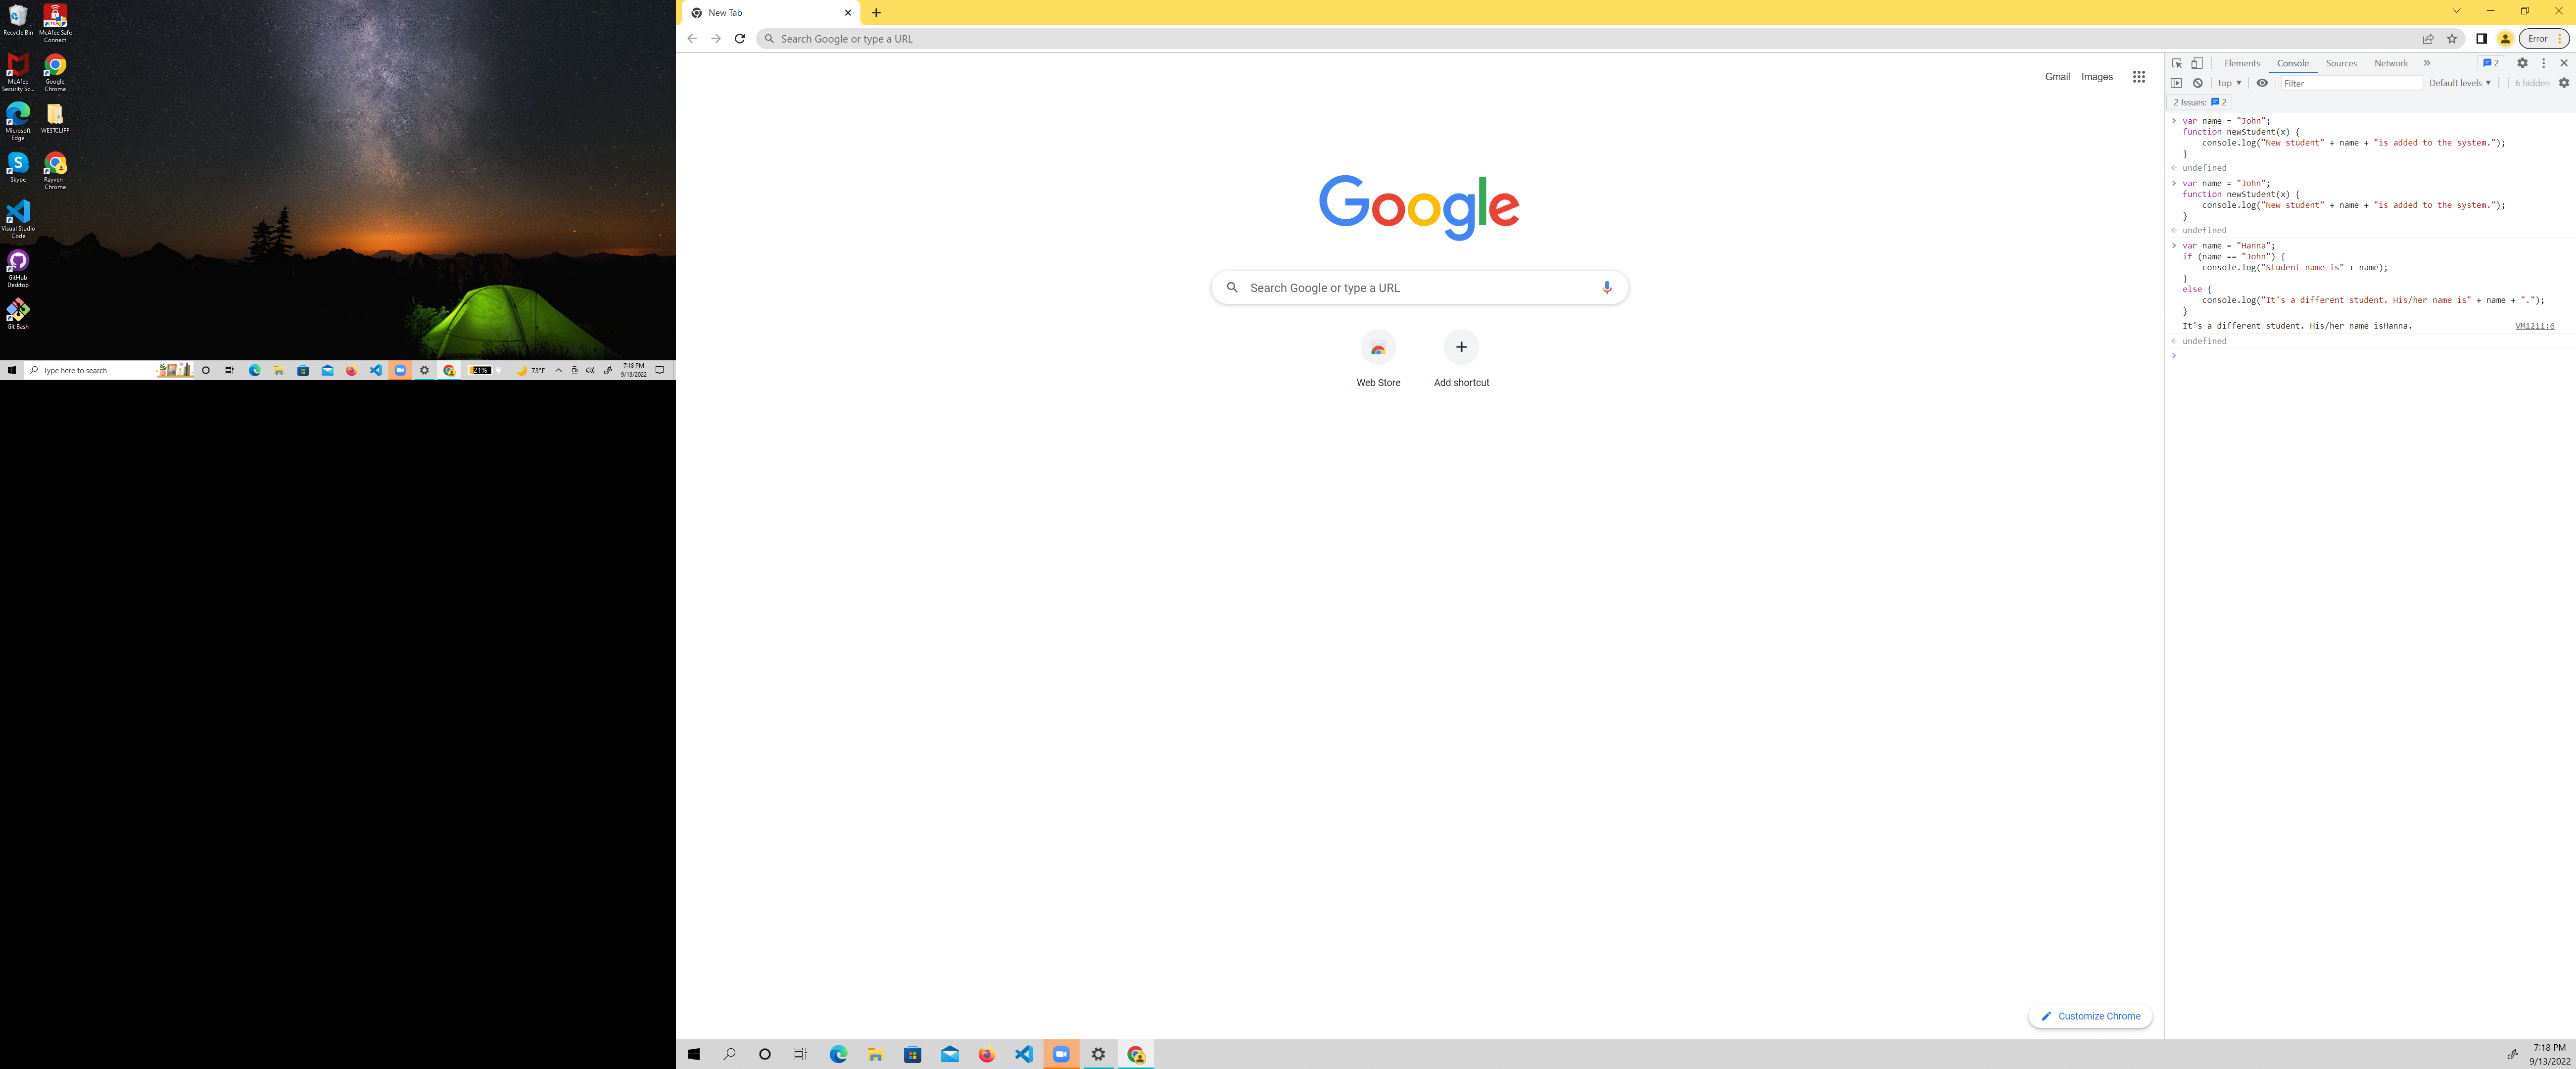 Recycle Bin
McAfee Safe
Connect
McAfee
Security Sc...
Google
Chrome
Microsoft
Edge
WESTCLIFF
Skype
Rayven -
Chrome
Visual Studio
Code
GitHub
Desktop
Git Bash
Type here to search
21%
73°F
7:18 PM
9/13/2022
New Tab
Search Google or type a URL
Error
Gmail Images
Google
Search Google or type a URL
Web Store
Add shortcut
Customize Chrome
Elements Console Sources Network » 2
top ▼ Filter Default levels ▼ 6 hidden
2 Issues: 2
> var name = "John";
function newStudent(x) {
console.log("New student" + name + "is added to the system.");
}
undefined
> var name = "John";
function newStudent(x) {
console.log("New student" + name + "is added to the system.");
}
undefined
> var name = "Hanna";
if (name == "John") {
console.log("Student name is" + name);
}
else {
console.log("It's a different student. His/her name is" + name + ".");
}
It's a different student. His/her name isHanna. VM1211:6
undefined
>
7:18 PM
9/13/2022